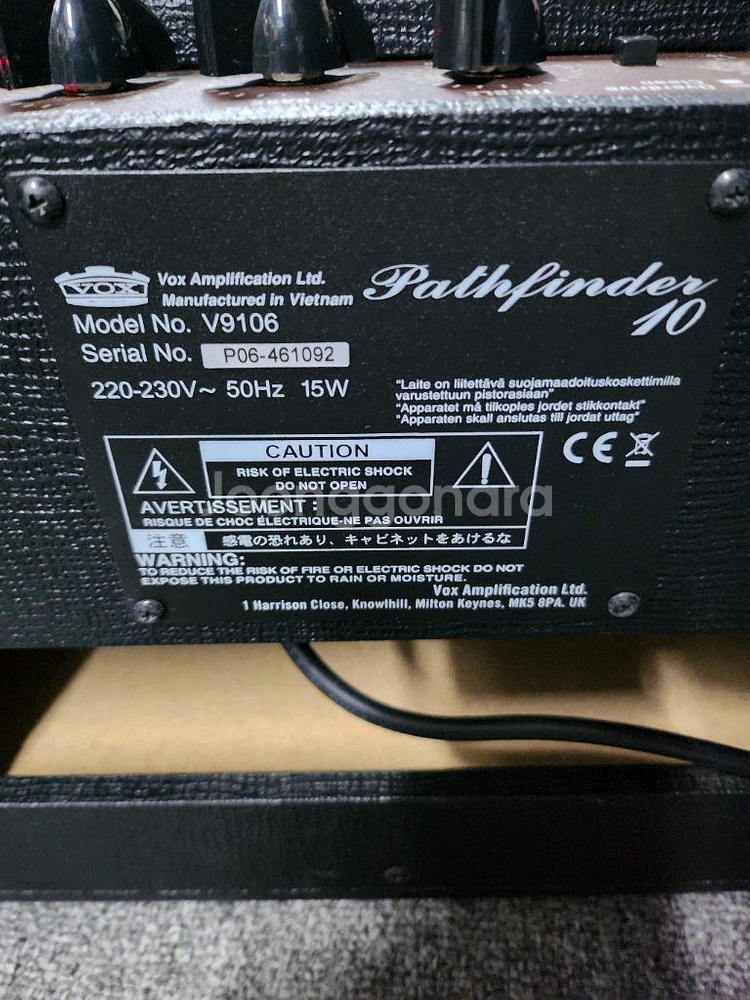 CLEAN
OVERDRIVE
VOX
Vox Amplification Ltd.
Manufactured in Vietnam
Pathfinder
10
Model No. V9106
Serial No. P06-461092
220-230V~ 50Hz 15W
"Laite on liitettävä suojamaadoituskoskettimilla
varustettuun pistorasiaan"
"Apparatet må tilkoples jordet stikkontakt"
"Apparaten skall anslutas till jordat uttag"
CE
CAUTION
RISK OF ELECTRIC SHOCK
DO NOT OPEN
AVERTISSEMENT :
RISQUE DE CHOC ÉLECTRIQUE-NE PAS OUVRIR
注意 感電の恐れあり、キャビネットをあけるな
WARNING:
TO REDUCE THE RISK OF FIRE OR ELECTRIC SHOCK DO NOT
EXPOSE THIS PRODUCT TO RAIN OR MOISTURE.
Vox Amplification Ltd.
1 Harrison Close, Knowlhill, Milton Keynes, MK5 8PA. UK